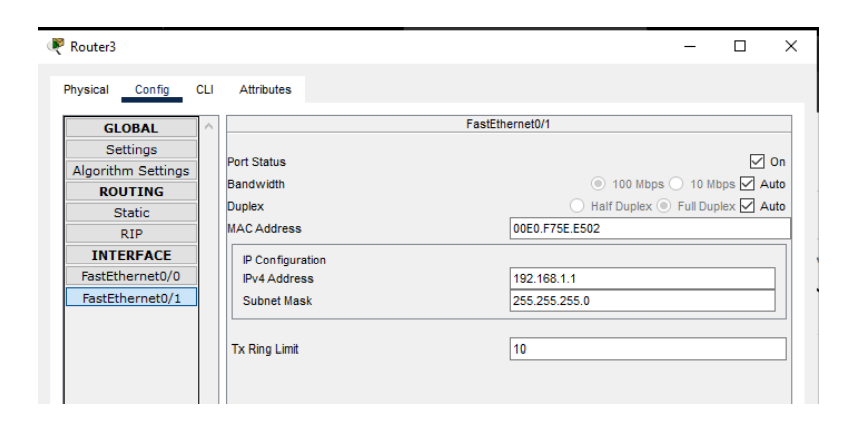 Router3
Physical Config CLI Attributes
GLOBAL
Settings
Algorithm Settings
ROUTING
Static
RIP
INTERFACE
FastEthernet0/0
FastEthernet0/1
FastEthernet0/1
Port Status On
Bandwidth 100 Mbps 10 Mbps Auto
Duplex Half Duplex Full Duplex Auto
MAC Address 00E0.F75E.E502
IP Configuration
IPv4 Address 192.168.1.1
Subnet Mask 255.255.255.0
Tx Ring Limit 10